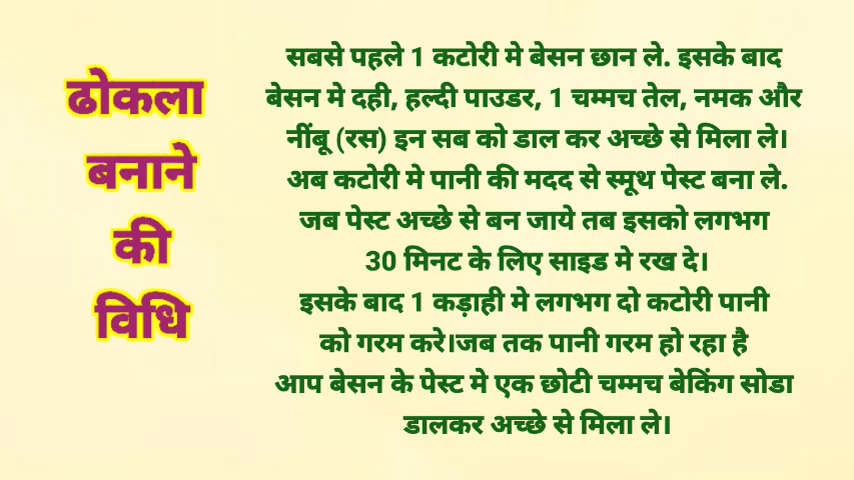 ढोकला
बनाने
की
विधि
सबसे पहले 1 कटोरी मे बेसन छान ले. इसके बाद
बेसन मे दही, हल्दी पाउडर, 1 चम्मच तेल, नमक और
नींबू (रस) इन सब को डाल कर अच्छे से मिला ले।
अब कटोरी मे पानी की मदद से स्मूथ पेस्ट बना ले.
जब पेस्ट अच्छे से बन जाये तब इसको लगभग
30 मिनट के लिए साइड मे रख दे।
इसके बाद 1 कड़ाही मे लगभग दो कटोरी पानी
को गरम करे।जब तक पानी गरम हो रहा है
आप बेसन के पेस्ट मे एक छोटी चम्मच बेकिंग सोडा
डालकर अच्छे से मिला ले।